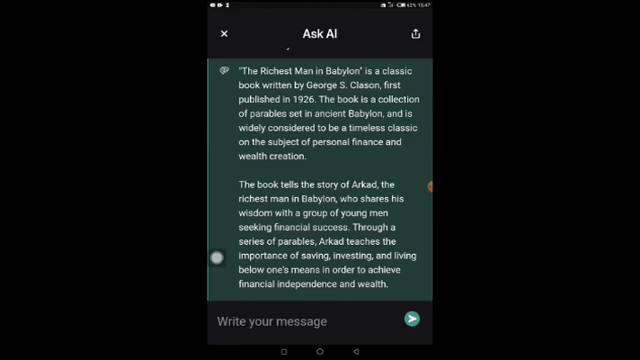 62% 15:47
Ask AI
"The Richest Man in Babylon" is a classic
book written by George S. Clason, first
published in 1926. The book is a collection
of parables set in ancient Babylon, and is
widely considered to be a timeless classic
on the subject of personal finance and
wealth creation.
The book tells the story of Arkad, the
richest man in Babylon, who shares his
wisdom with a group of young men
seeking financial success. Through a
series of parables, Arkad teaches the
importance of saving, investing, and living
below one's means in order to achieve
financial independence and wealth.
Write your message